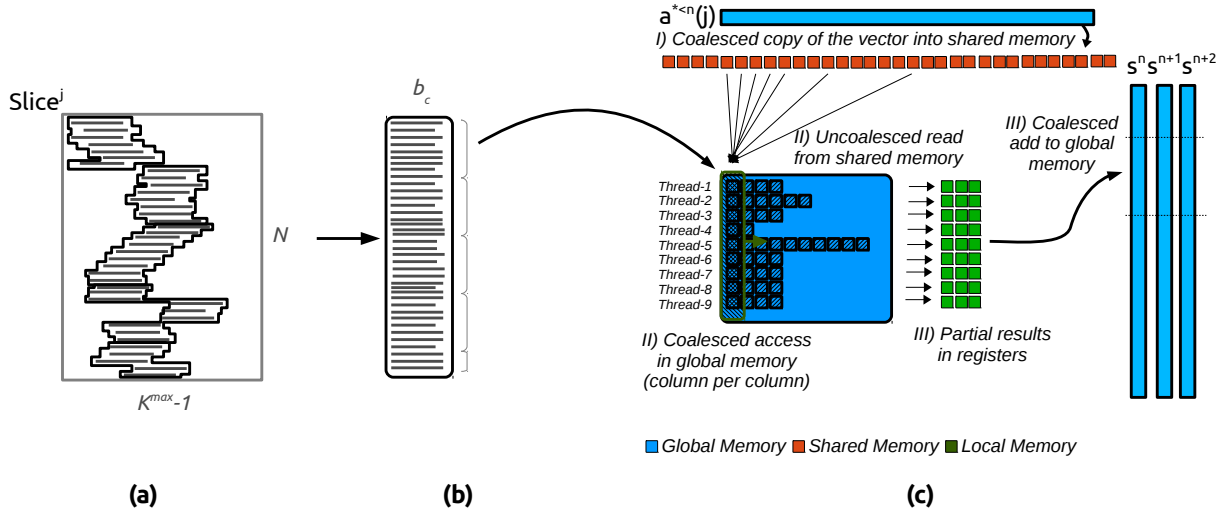 Slice^j
N
K^max-1
(a)
b_c
(b)
a^*<n(j)
I) Coalesced copy of the vector into shared memory
II) Uncoalesced read
from shared memory
Thread-1
Thread-2
Thread-3
Thread-4
Thread-5
Thread-6
Thread-7
Thread-8
Thread-9
II) Coalesced access
in global memory
(column per column)
III) Partial results
in registers
III) Coalesced
add to global
memory
s^n s^n+1 s^n+2
Global Memory Shared Memory Local Memory
(c)